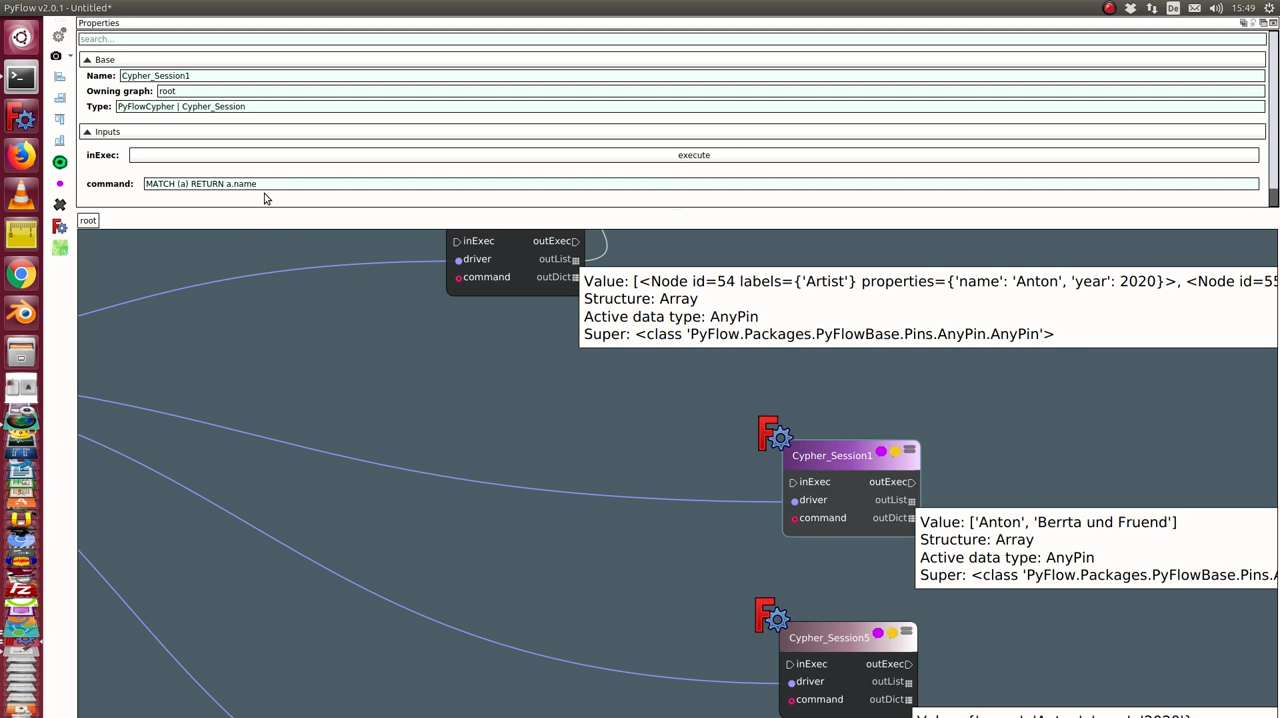 PyFlow v2.0.1 - Untitled*
De
15:49
Properties
search...
Base
Name: Cypher_Session1
Owning graph: root
Type: PyFlowCypher | Cypher_Session
Inputs
inExec: execute
command: MATCH (a) RETURN a.name
root
inExec outExec
driver outList
command outDict
Value: [<Node id=54 labels={'Artist'} properties={'name': 'Anton', 'year': 2020}>, <Node id=55
Structure: Array
Active data type: AnyPin
Super: <class 'PyFlow.Packages.PyFlowBase.Pins.AnyPin.AnyPin'>
Cypher_Session1
inExec outExec
driver outList
command outDict
Value: ['Anton', 'Berrta und Fruend']
Structure: Array
Active data type: AnyPin
Super: <class 'PyFlow.Packages.PyFlowBase.Pins.A
Cypher_Session5
inExec outExec
driver outList
command outDict